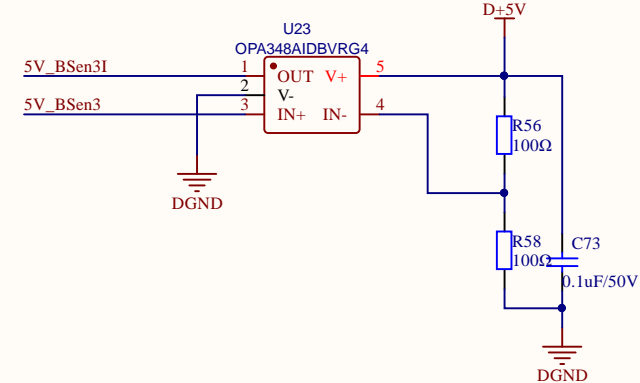 D+5V
U23
OPA348AIDBVRG4
5V_BSen3I
1
OUT
V+
5
2
V-
5V_BSen3
3
IN+
IN-
4
R56
100Ω
DGND
R58
100Ω
C73
0.1uF/50V
DGND